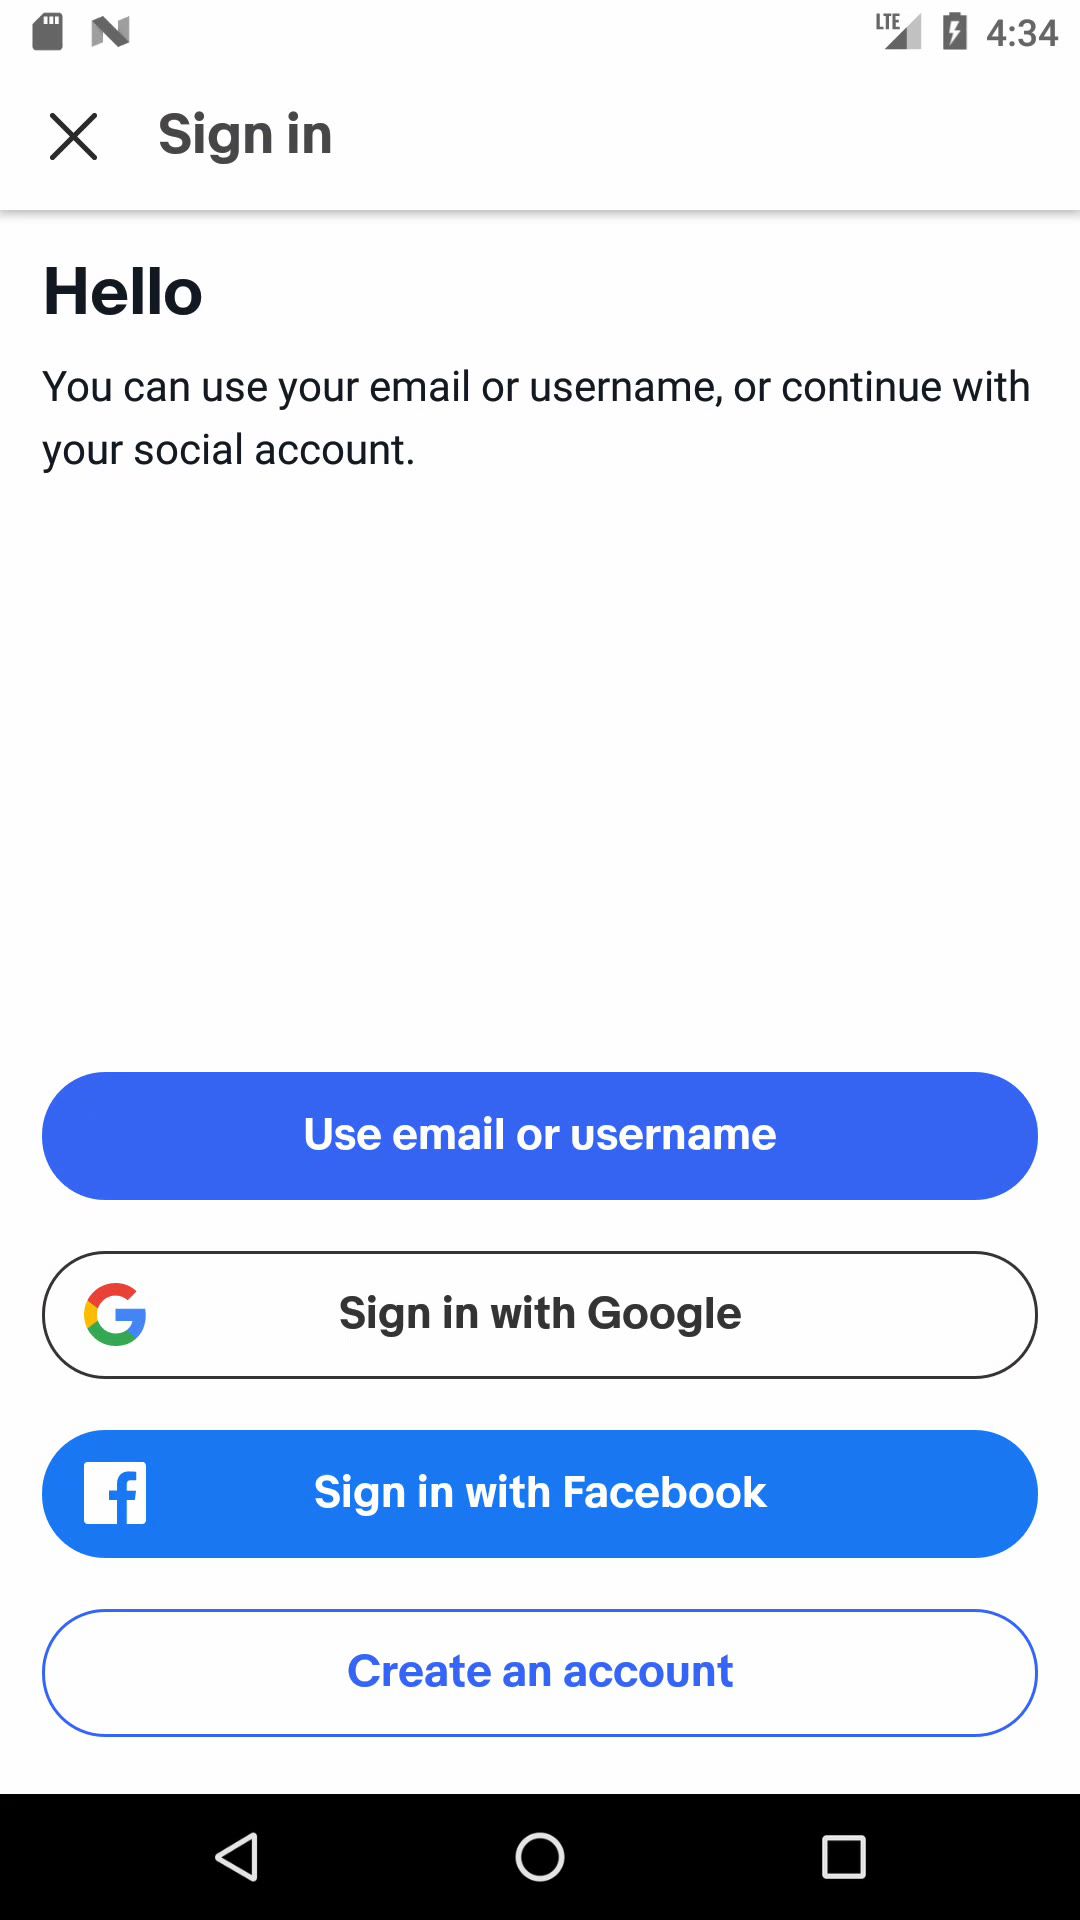 LTE 4:34
Sign in
Hello
You can use your email or username, or continue with
your social account.
Use email or username
Sign in with Google
Sign in with Facebook
Create an account